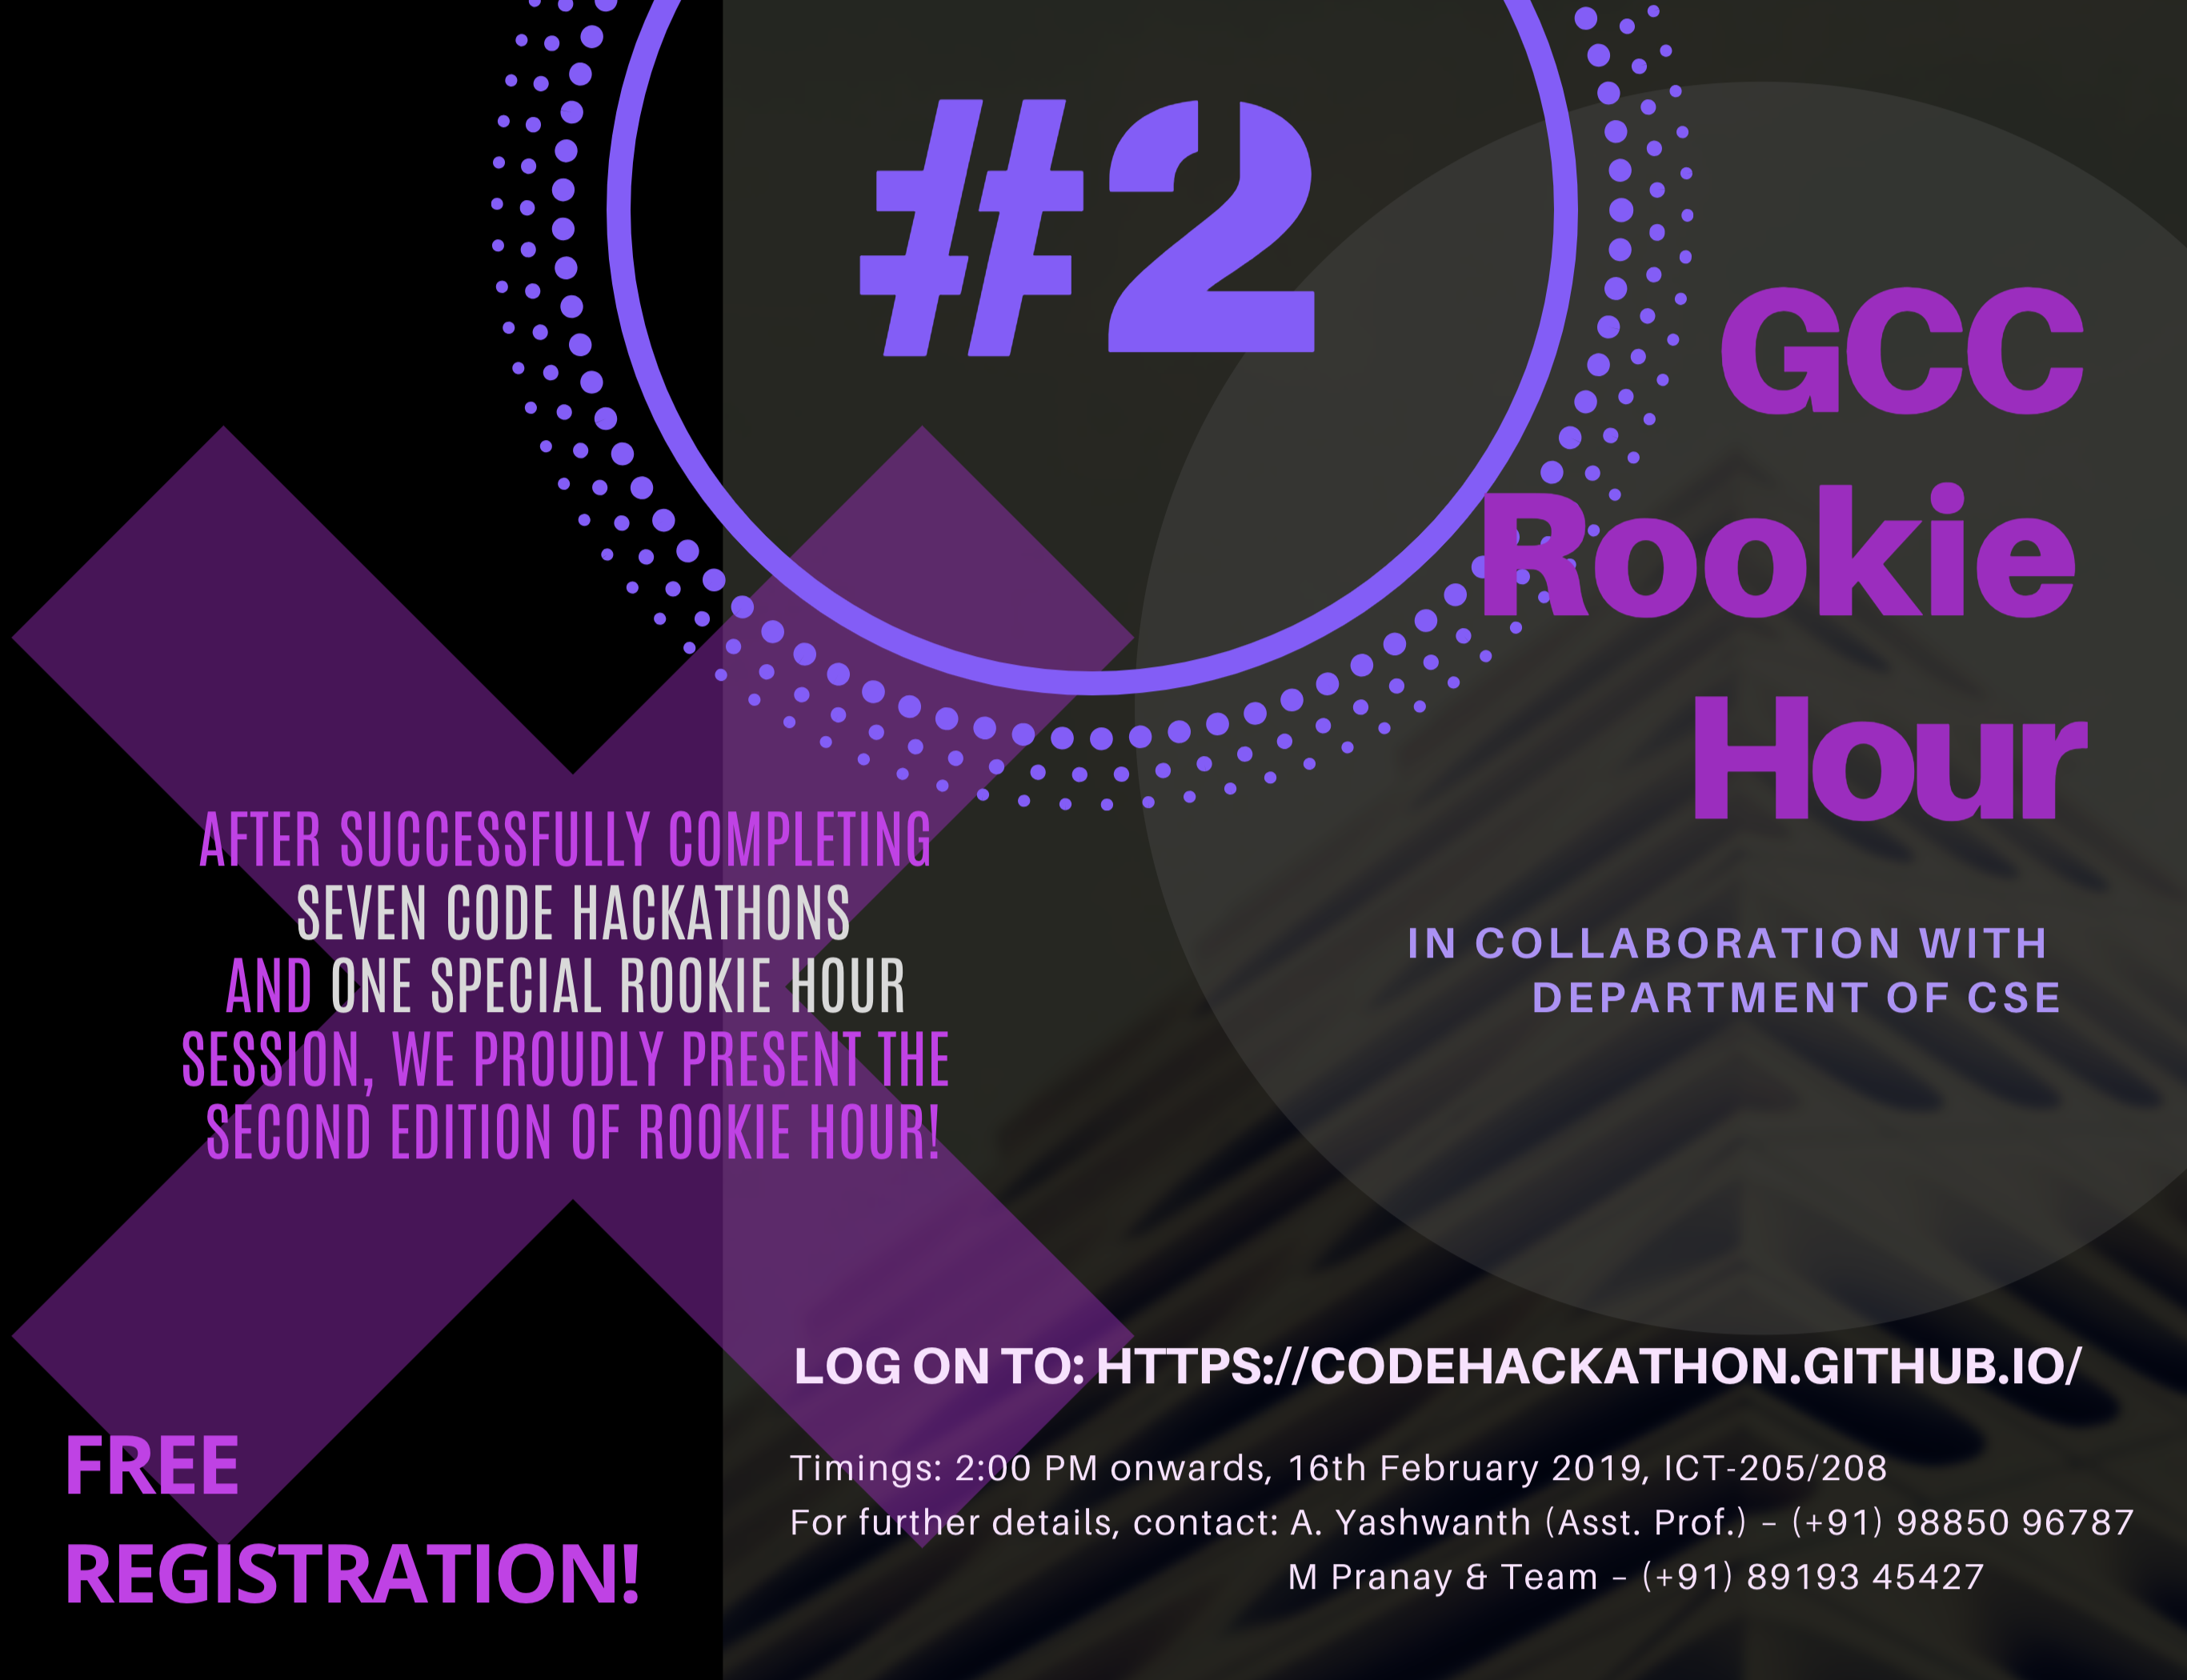 #2
GCC
Rookie
Hour
AFTER SUCCESSFULLY COMPLETING
SEVEN CODE HACKATHONS
AND ONE SPECIAL ROOKIE HOUR
SESSION, WE PROUDLY PRESENT THE
SECOND EDITION OF ROOKIE HOUR!
IN COLLABORATION WITH
DEPARTMENT OF CSE
LOG ON TO: HTTPS://CODEHACKATHON.GITHUB.IO/
FREE
REGISTRATION!
Timings: 2:00 PM onwards, 16th February 2019, ICT-205/208
For further details, contact: A. Yashwanth (Asst. Prof.) – (+91) 98850 96787
M Pranay & Team – (+91) 89193 45427